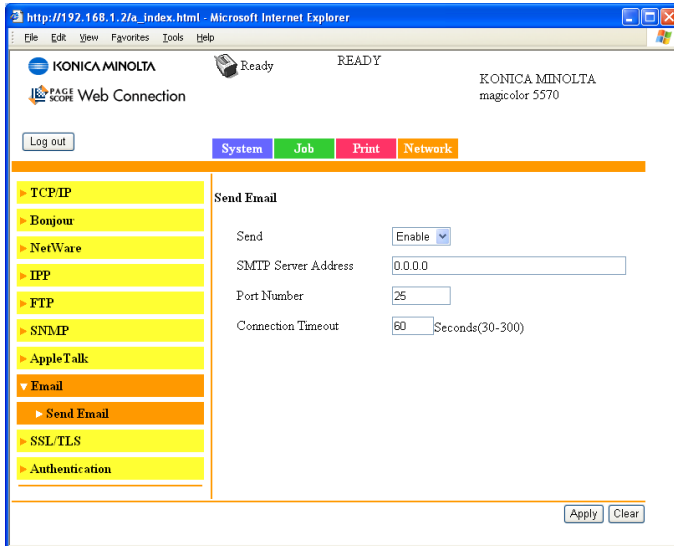 http://192.168.1.2/a_index.html - Microsoft Internet Explorer
File Edit View Favorites Tools Help
KONICA MINOLTA
Ready
READY
KONICA MINOLTA
magicolor 5570
PAGE SCOPE Web Connection
Log out
System Job Print Network
TCP/IP
Bonjour
NetWare
IPP
FTP
SNMP
AppleTalk
Email
Send Email
SSL/TLS
Authentication
Send Email
Send Enable
SMTP Server Address 0.0.0.0
Port Number 25
Connection Timeout 60 Seconds(30-300)
Apply Clear